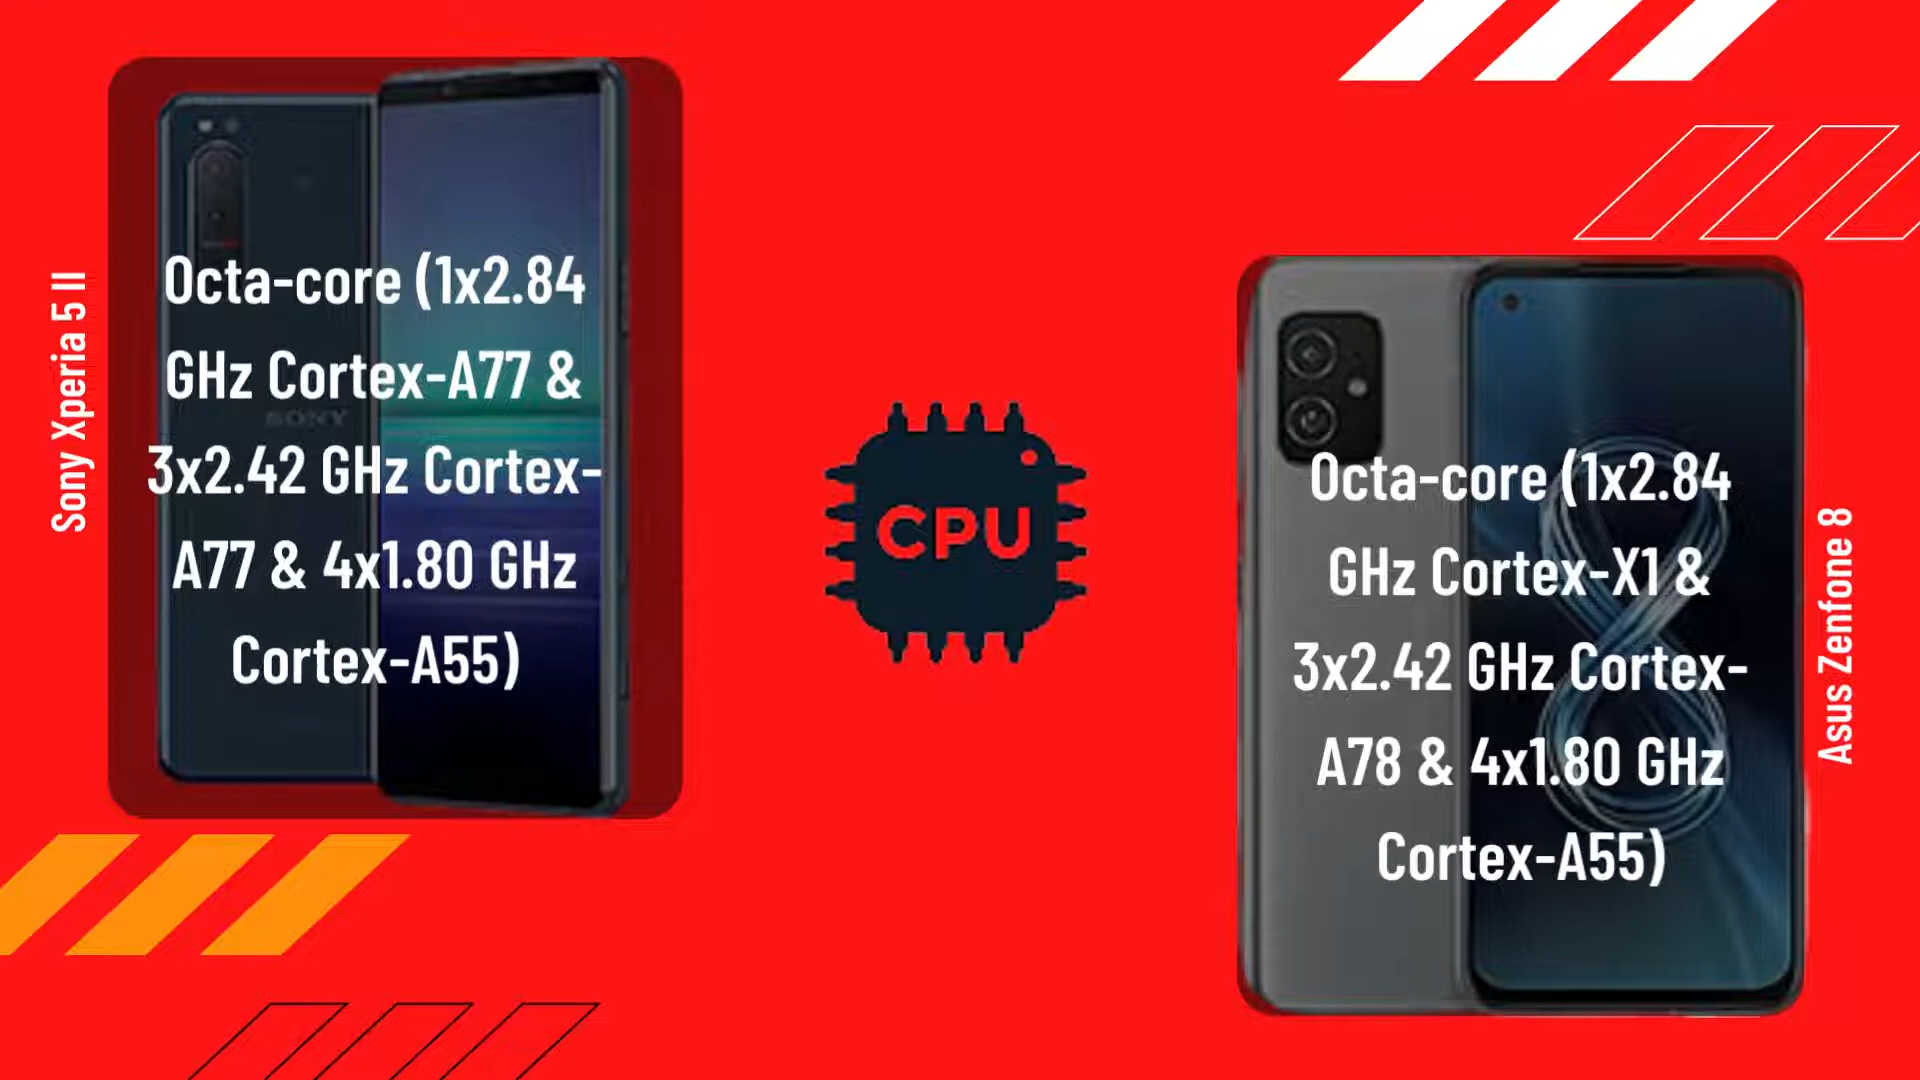 Sony Xperia 5 II
Octa-core (1x2.84
GHz Cortex-A77 &
3x2.42 GHz Cortex-
A77 & 4x1.80 GHz
Cortex-A55)
SONY
CPU
Octa-core (1x2.84
GHz Cortex-X1 &
3x2.42 GHz Cortex-
A78 & 4x1.80 GHz
Cortex-A55)
Asus Zenfone 8